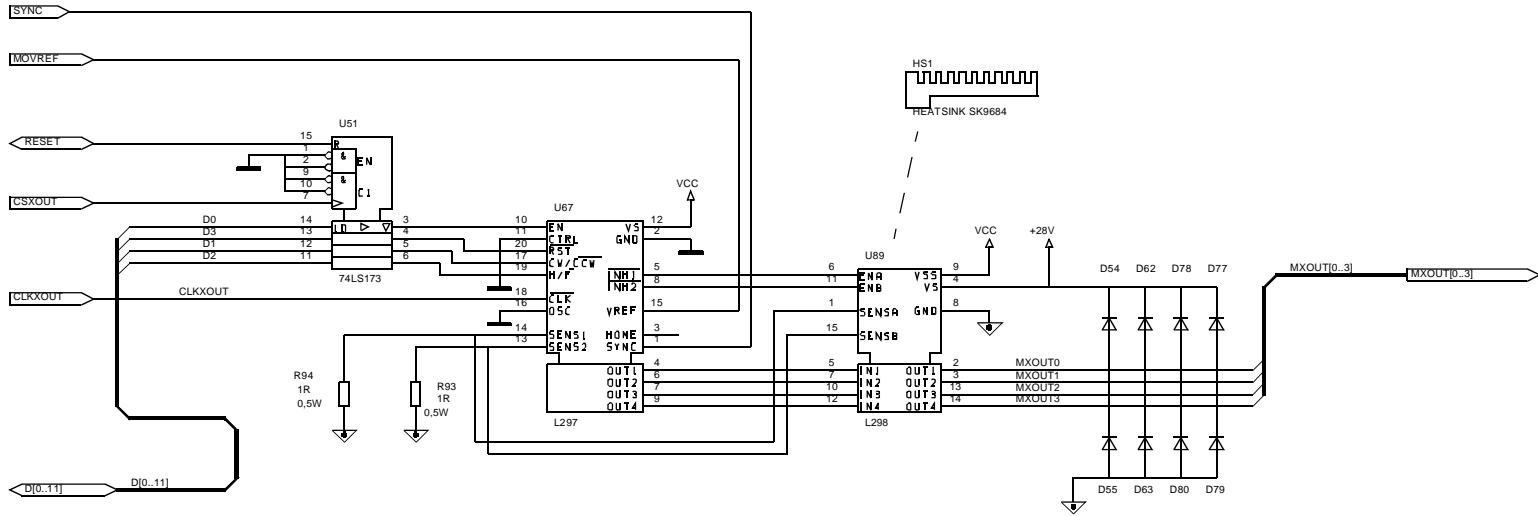 SYNC
MOVREF
HS1
HEATSINK SK9684
U51
RESET
15
R
1
&
2
EN
9
&
10
C1
CSXOUT
7
U67
VCC
D0
14
1D
3
10
EN
VS
12
D3
13
4
11
CTRL
GND
2
D1
12
5
20
RST
D2
11
6
17
CW/CCW
19
H/F
74LS173
INH1
5
INH2
8
CLKXOUT
CLKXOUT
18
CLK
16
OSC
VREF
15
14
SENS1
HOME
3
13
SENS2
SYNC
1
U89
VCC
+28V
6
ENA
VSS
9
11
ENB
VS
4
1
SENSA
GND
8
15
SENSB
D54
D62
D78
D77
MXOUT[0..3]
MXOUT[0..3]
R94
1R
0,5W
R93
1R
0,5W
OUT1
4
5
IN1
OUT1
2
MXOUT0
OUT2
6
7
IN2
OUT2
3
MXOUT1
OUT3
7
10
IN3
OUT3
13
MXOUT2
OUT4
9
12
IN4
OUT4
14
MXOUT3
L297
L298
D[0..11]
D[0..11]
D55
D63
D80
D79